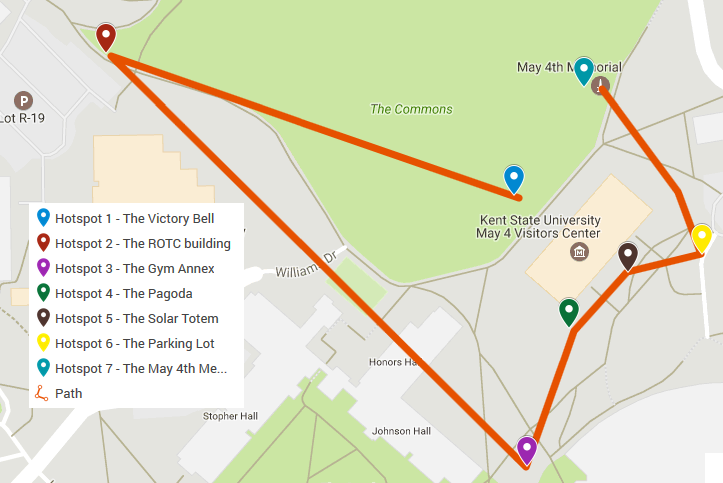 May 4th Memorial
P
Lot R-19
The Commons
Kent State University
May 4 Visitors Center
Hotspot 1 - The Victory Bell
Hotspot 2 - The ROTC building
Hotspot 3 - The Gym Annex
Hotspot 4 - The Pagoda
Hotspot 5 - The Solar Totem
Hotspot 6 - The Parking Lot
Hotspot 7 - The May 4th Me...
Path
Dr
Honors
Stopher Hall
Johnson Hall